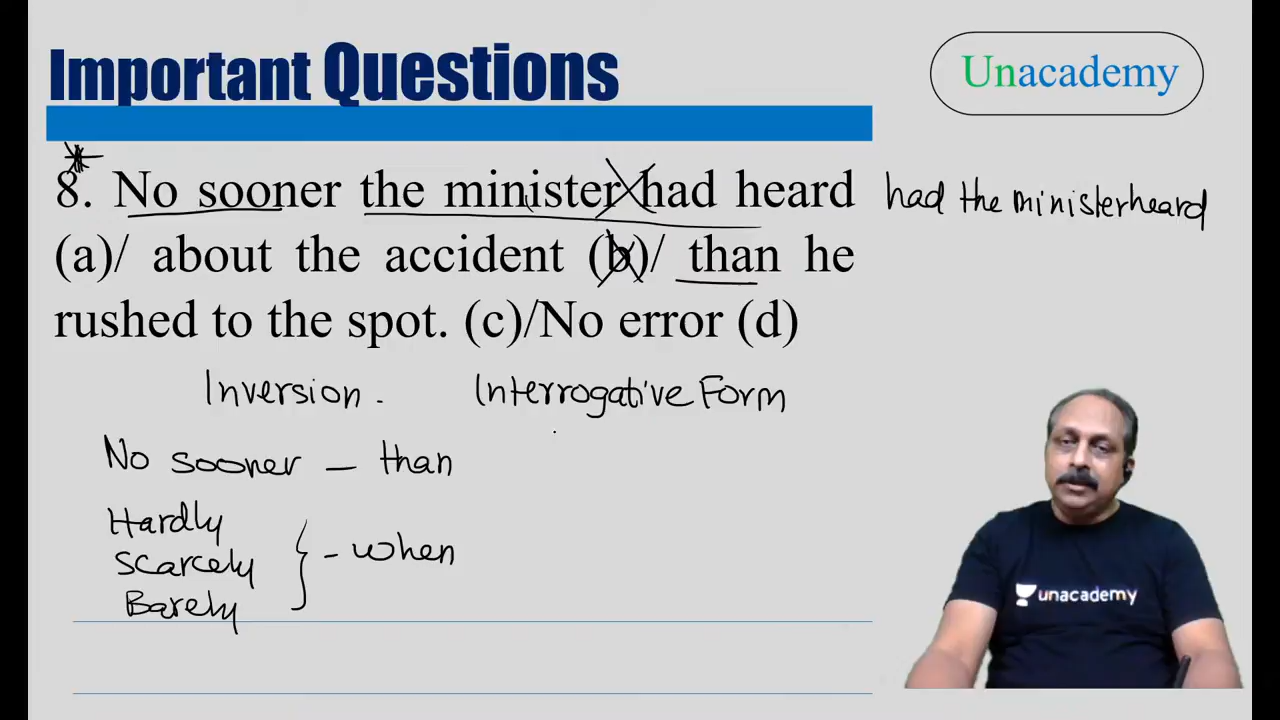 Important Questions
Unacademy
8. No sooner the minister had heard
had the minister heard
(a)/ about the accident (b)/ than he
rushed to the spot. (c)/No error (d)
Inversion. Interrogative Form
No sooner – than
Hardly
Scarcely } - when
Barely
unacademy